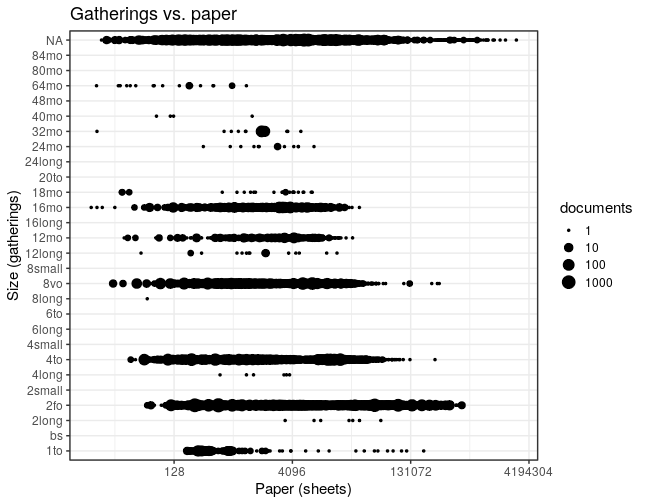 Gatherings vs. paper
NA
84mo
80mo
64mo
48mo
40mo
32mo
24mo
24long
20to
18mo
16mo
16long
12mo
12long
8small
8vo
8long
6to
6long
4small
4to
4long
2small
2fo
2long
bs
1to
Size (gatherings)
128
4096
131072
4194304
Paper (sheets)
documents
1
10
100
1000